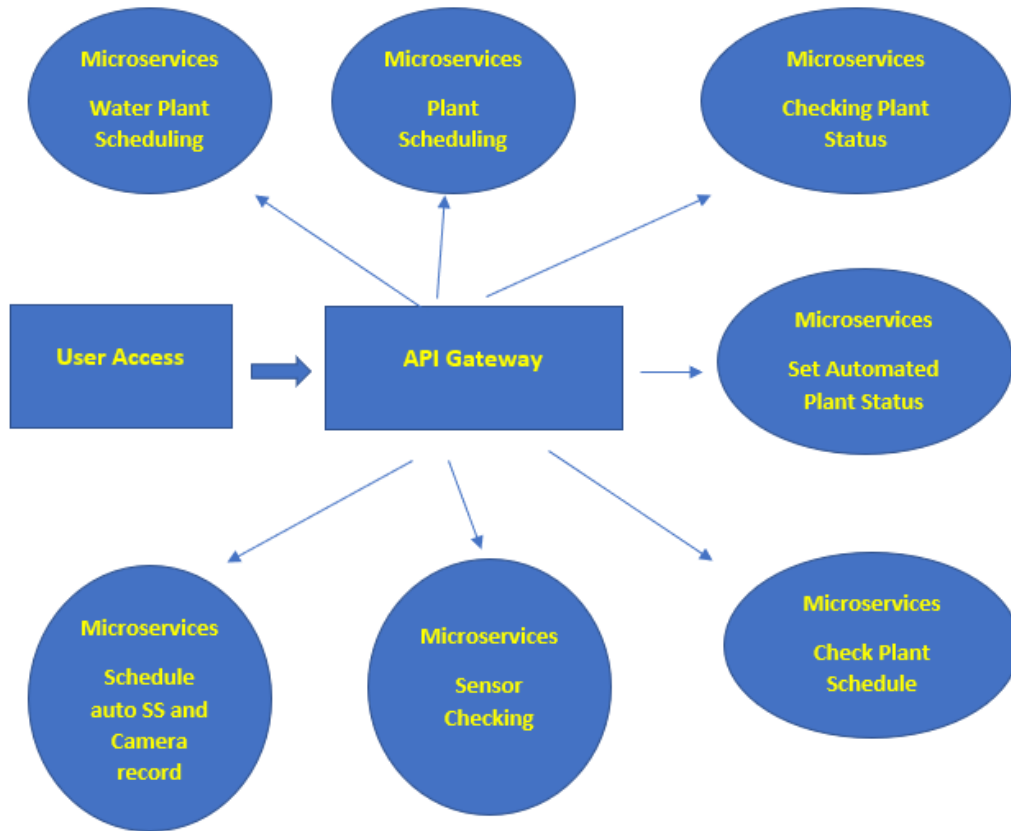 Microservices
Water Plant
Scheduling
Microservices
Plant
Scheduling
Microservices
Checking Plant
Status
User Access
API Gateway
Microservices
Set Automated
Plant Status
Microservices
Schedule
auto SS and
Camera
record
Microservices
Sensor
Checking
Microservices
Check Plant
Schedule